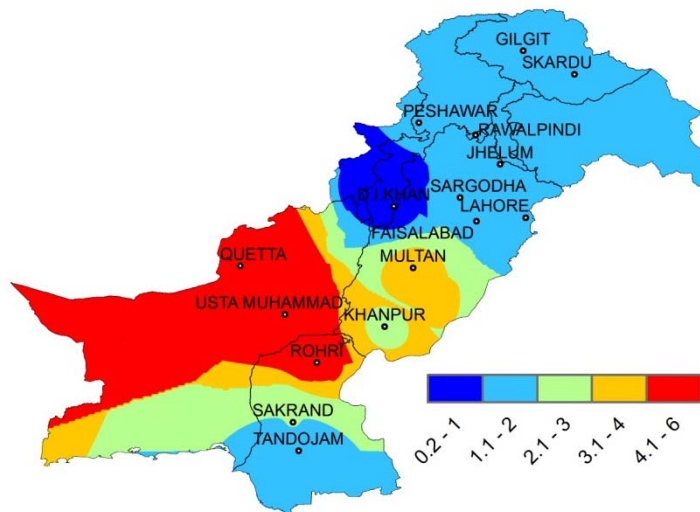 GILGIT
SKARDU
PESHAWAR
RAWALPINDI
JHELUM
D I KHAN
SARGODHA
LAHORE
FAISALABAD
MULTAN
QUETTA
USTA MUHAMMAD
KHANPUR
ROHRI
SAKRAND
TANDOJAM
0.2 - 1
1.1 - 2
2.1 - 3
3.1 - 4
4.1 - 6